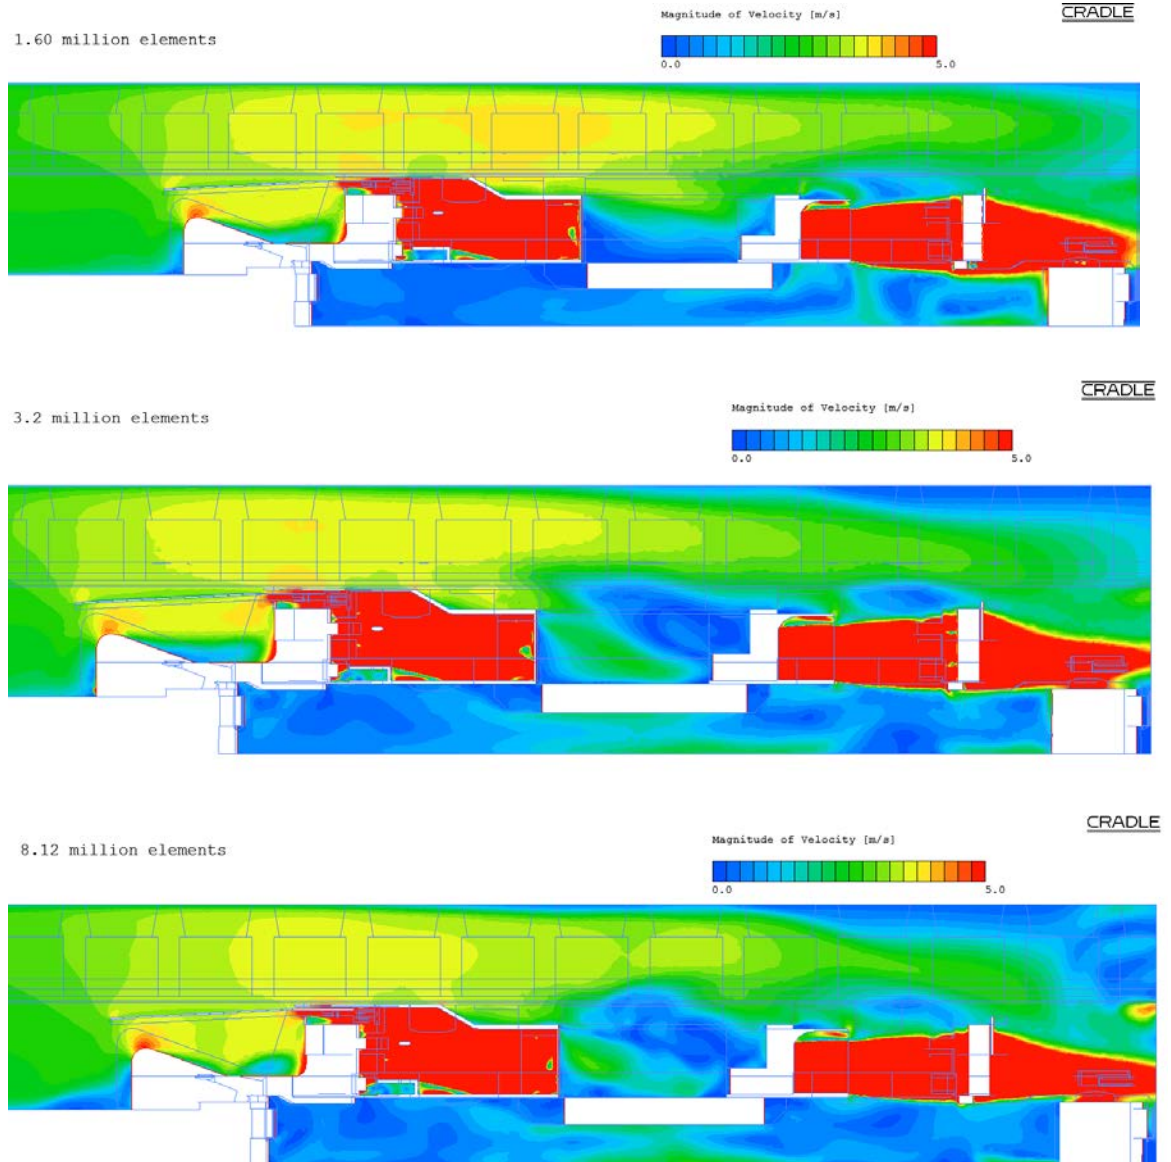 CRADLE
Magnitude of Velocity [m/s]
1.60 million elements
0.0 5.0
CRADLE
Magnitude of Velocity [m/s]
3.2 million elements
0.0 5.0
CRADLE
Magnitude of Velocity [m/s]
8.12 million elements
0.0 5.0